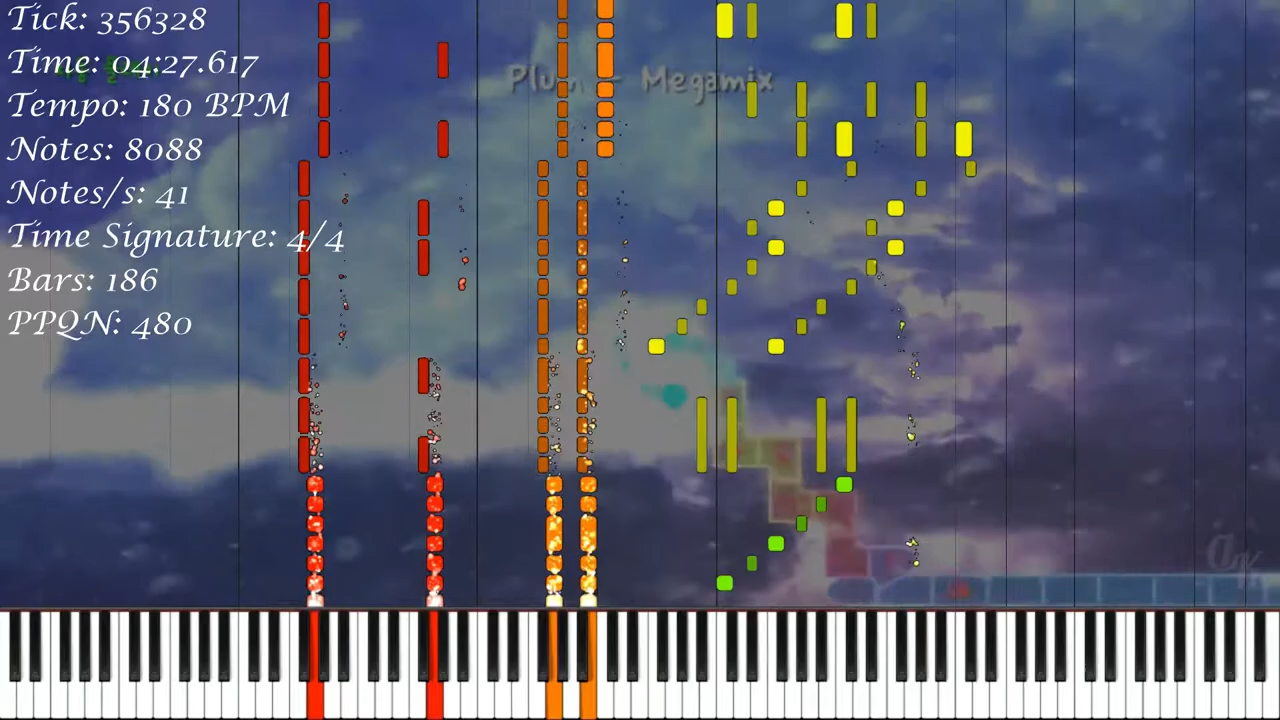 Tick: 356328
Time: 04:27.617
Plum - Megamix
Tempo: 180 BPM
Notes: 8088
Notes/s: 41
Time Signature: 4/4
Bars: 186
PPQN: 480